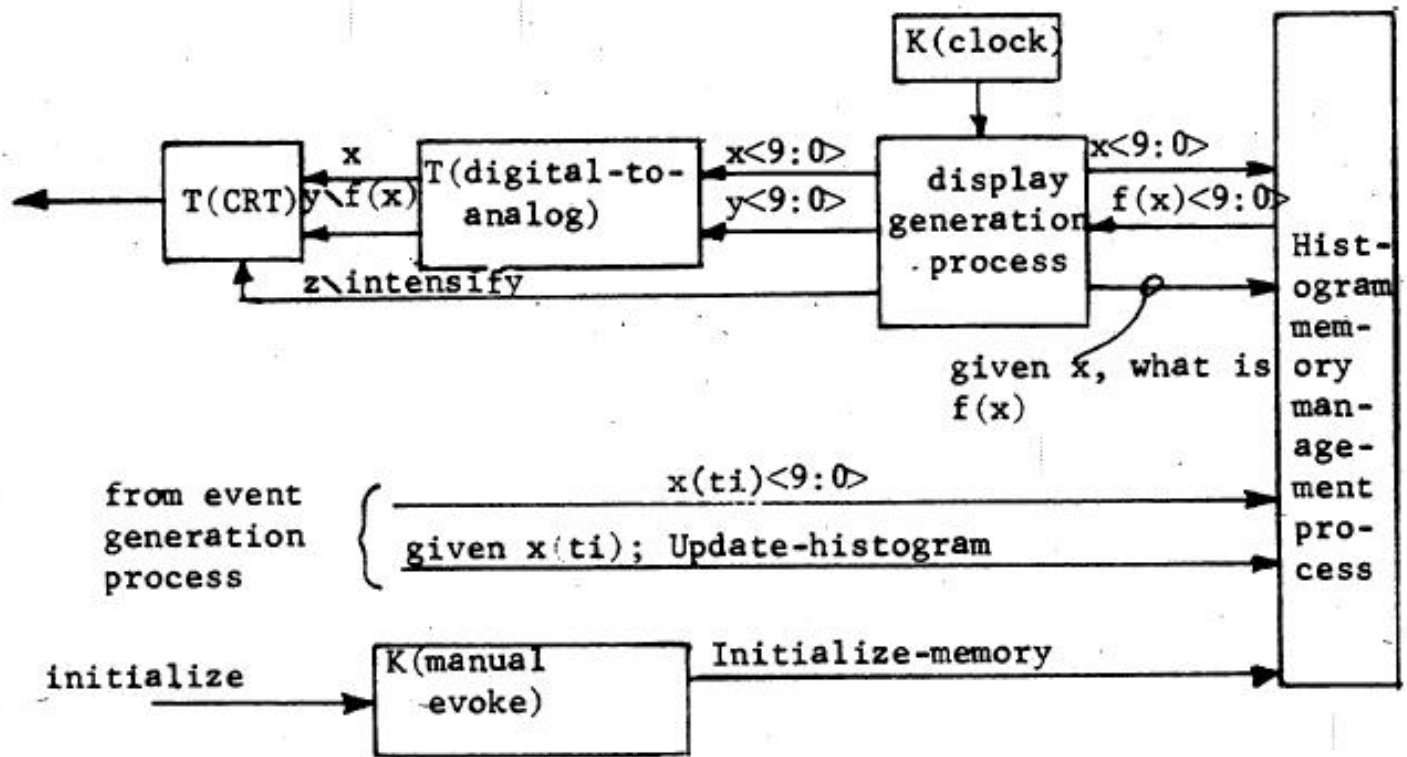 K(clock)
x
x<9:0>
x<9:0>
T(CRT)
y\f(x)
T(digital-to-
analog)
y<9:0>
display
generation
process
f(x)<9:0>
z\intensify
given x, what is
f(x)
Hist-
ogram
mem-
ory
man-
age-
ment
pro-
cess
from event
generation
process
x(ti)<9:0>
given x(ti); Update-histogram
initialize
K(manual
evoke)
Initialize-memory